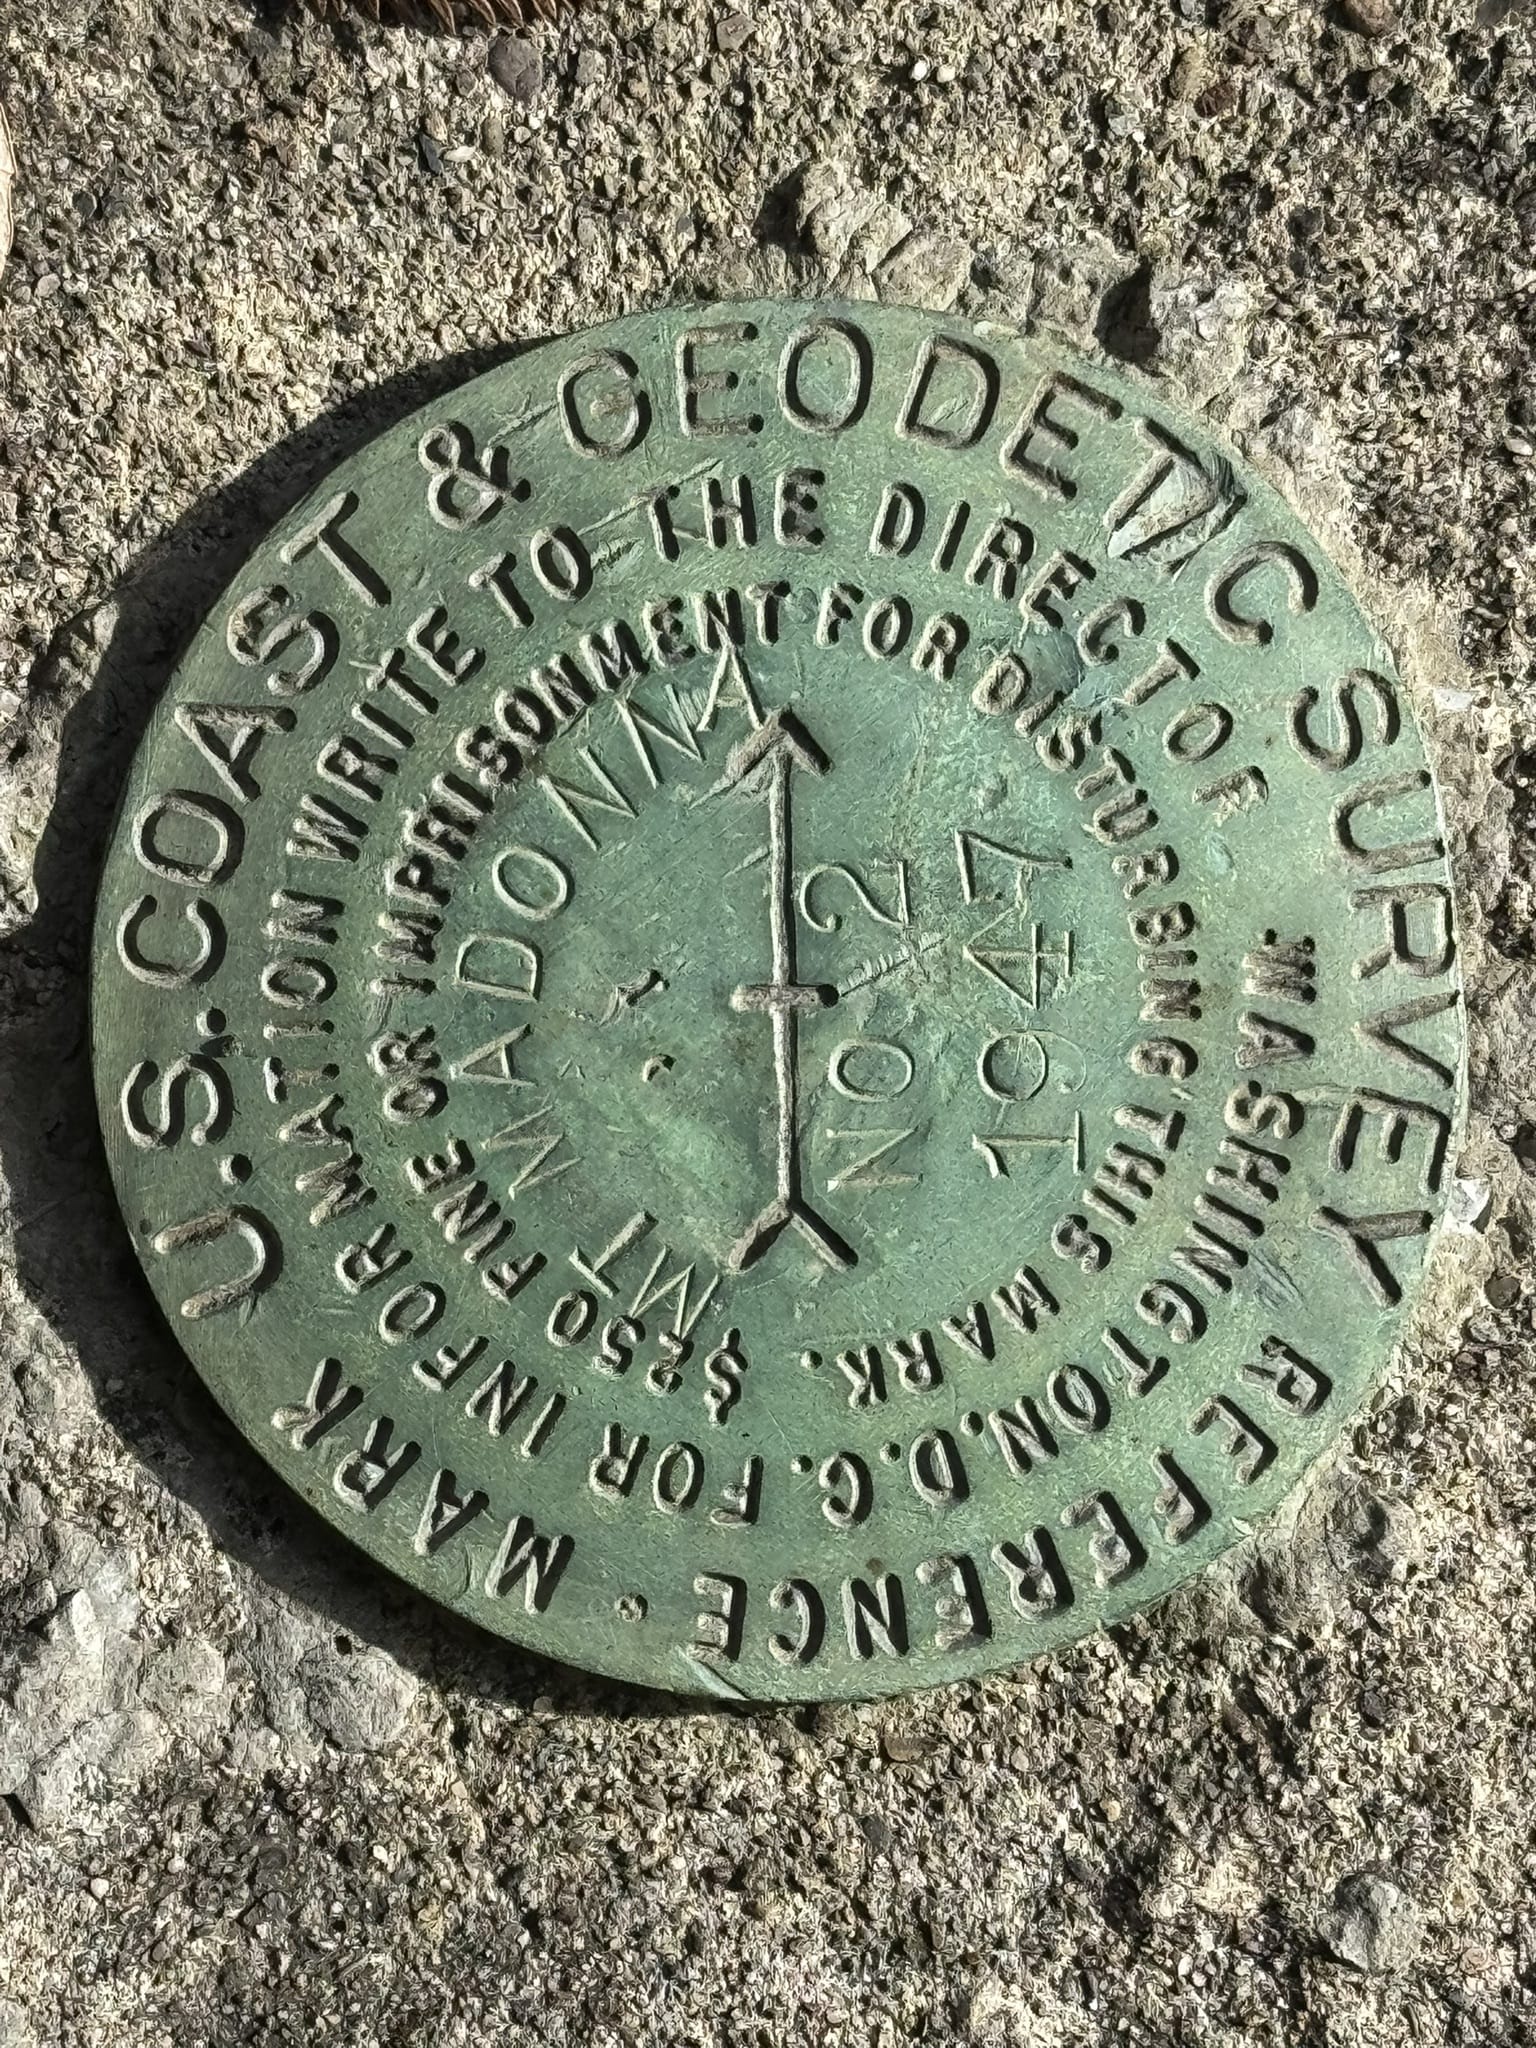 U.S. COAST & GEODETIC SURVEY
REFERENCE MARK
FOR INFORMATION WRITE TO THE DIRECTOR
WASHINGTON. D.C.
$250 FINE OR IMPRISONMENT FOR DISTURBING THIS MARK.
MT MADONNA
NO. 2
1947